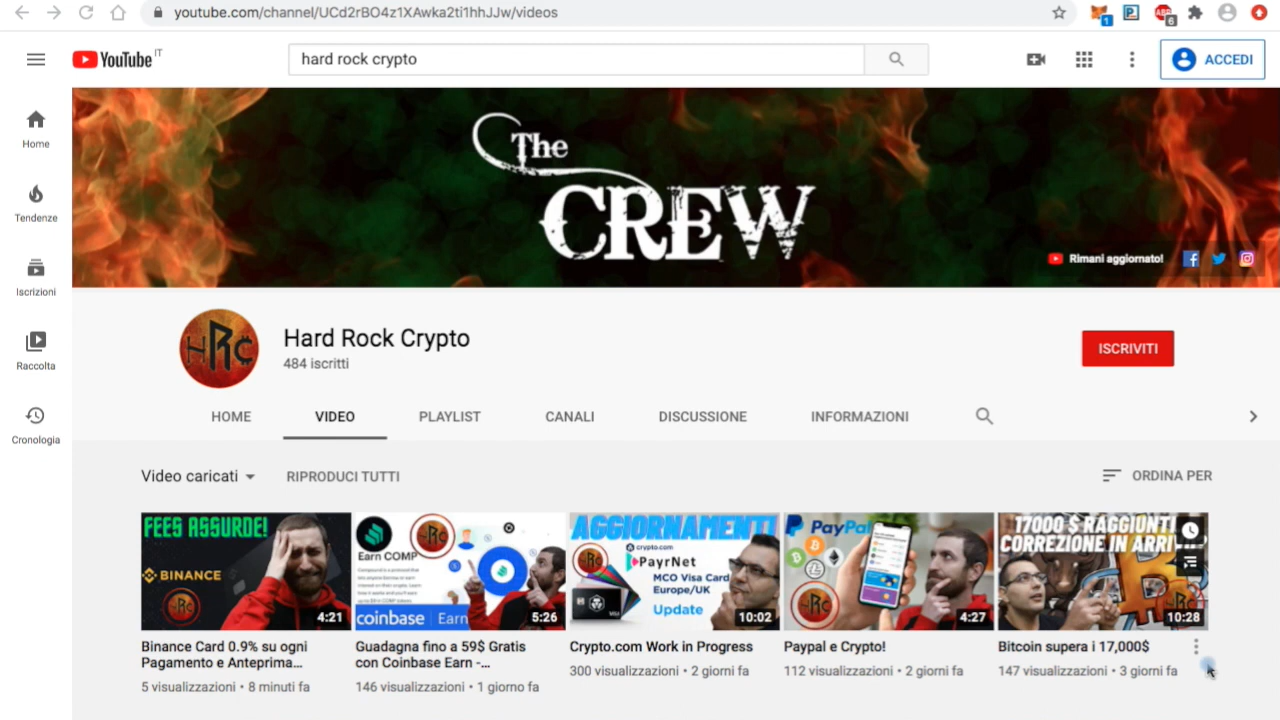 youtube.com/channel/UCd2rBO4z1XAwka2ti1hhJJw/videos
1
6
YouTube IT
hard rock crypto
ACCEDI
Home
Tendenze
Iscrizioni
Raccolta
Cronologia
The
CREW
Rimani aggiornato!
HRC
Hard Rock Crypto
484 iscritti
ISCRIVITI
HOME
VIDEO
PLAYLIST
CANALI
DISCUSSIONE
INFORMAZIONI
Video caricati
RIPRODUCI TUTTI
ORDINA PER
FEES ASSURDE!
BINANCE
4:21
Earn COMP
coinbase Earn
5:26
AGGIORNAMENTI
crypto.com
PayrNet
MCO Visa Card
Europe/UK
Update
10:02
PayPal
4:27
17000 $ RAGGIUNTI
CORREZIONE IN ARRIV
10:28
Binance Card 0.9% su ogni
Pagamento e Anteprima...
5 visualizzazioni • 8 minuti fa
Guadagna fino a 59$ Gratis
con Coinbase Earn -...
146 visualizzazioni • 1 giorno fa
Crypto.com Work in Progress
300 visualizzazioni • 2 giorni fa
Paypal e Crypto!
112 visualizzazioni • 2 giorni fa
Bitcoin supera i 17,000$
147 visualizzazioni • 3 giorni fa